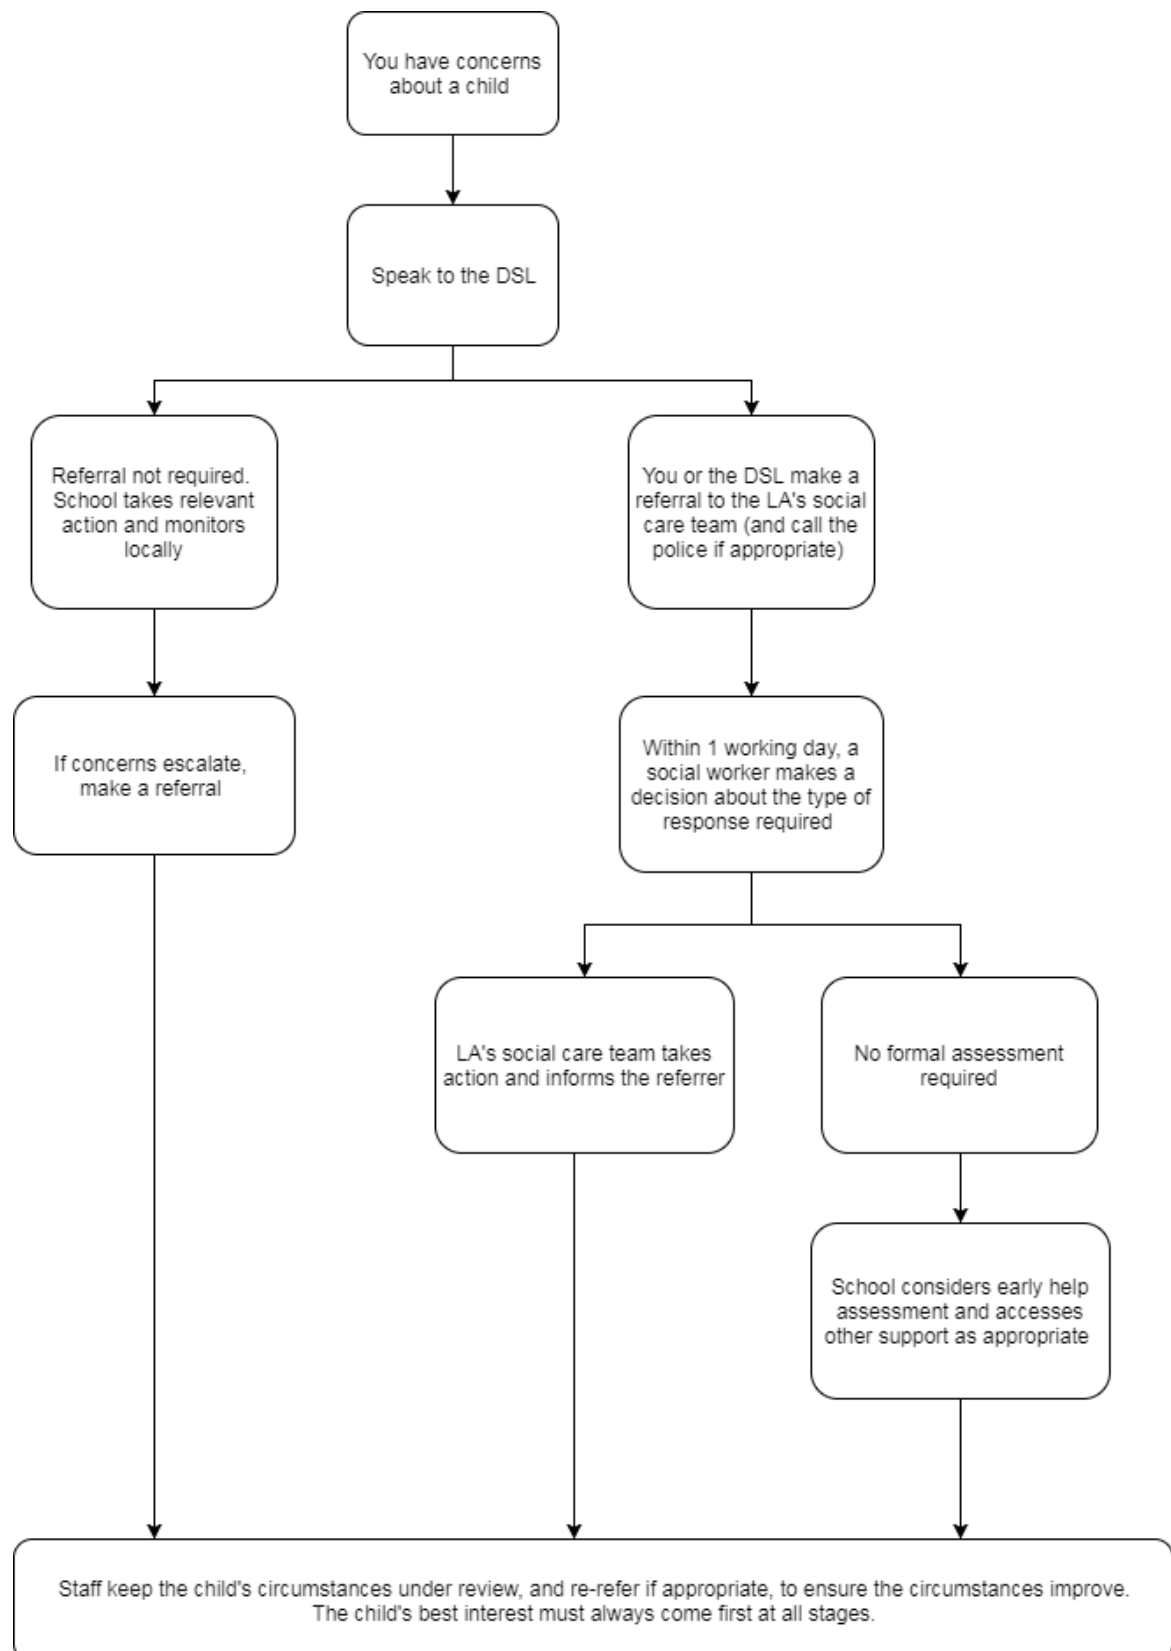 You have concerns
about a child
Speak to the DSL
Referral not required.
School takes relevant
action and monitors
locally
You or the DSL make a
referral to the LA's social
care team (and call the
police if appropriate)
If concerns escalate,
make a referral
Within 1 working day, a
social worker makes a
decision about the type of
response required
LA's social care team takes
action and informs the referrer
No formal assessment
required
School considers early help
assessment and accesses
other support as appropriate
Staff keep the child's circumstances under review, and re-refer if appropriate, to ensure the circumstances improve.
The child's best interest must always come first at all stages.